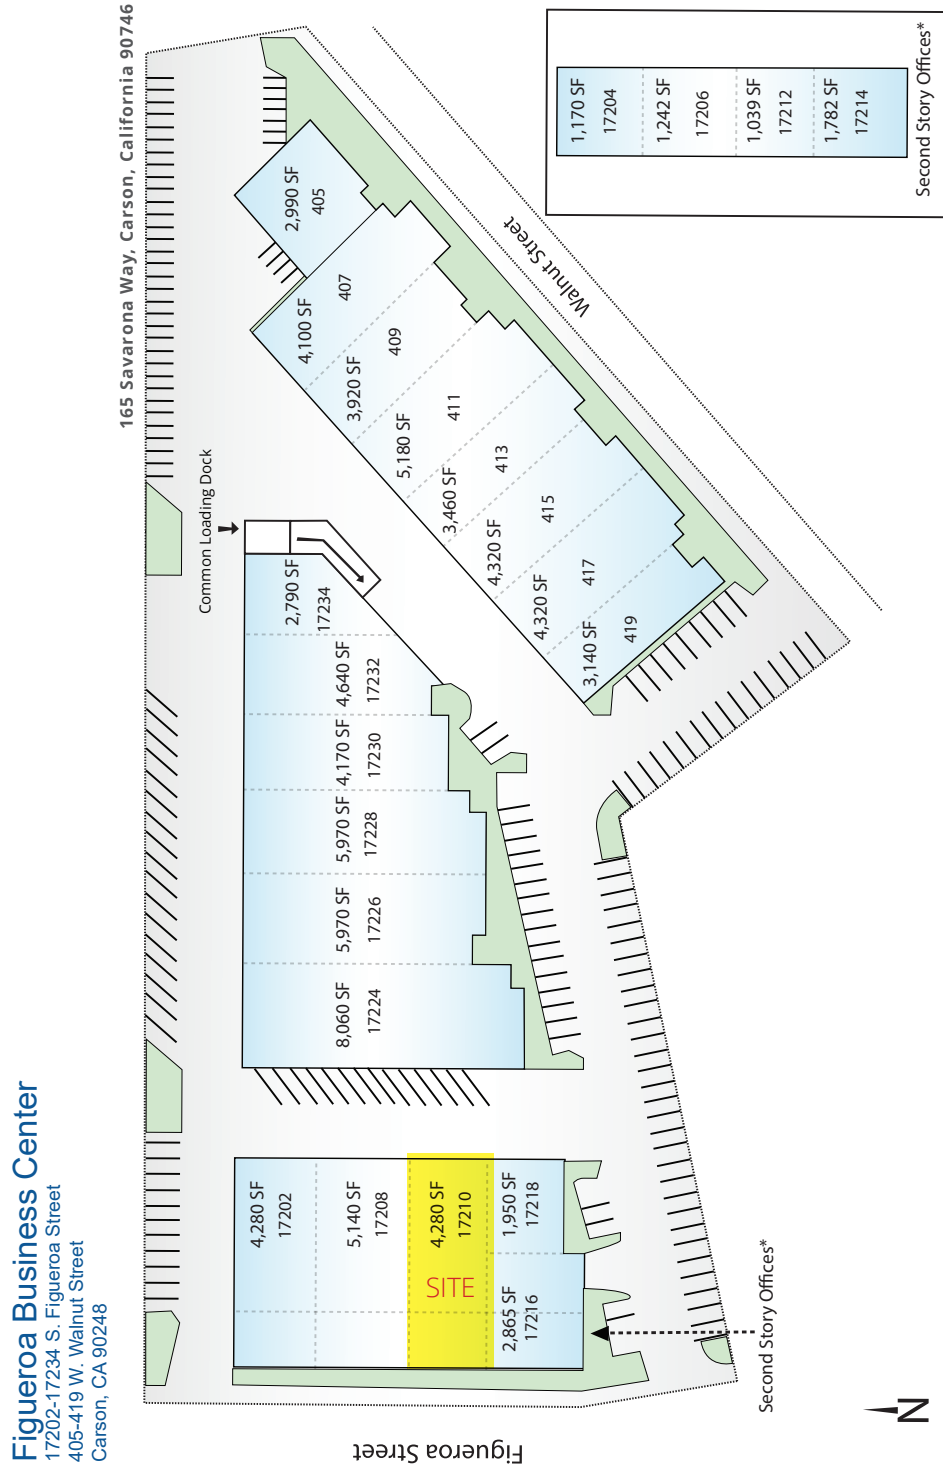 Figueroa Business Center
17202-17234 S. Figueroa Street
405-419 W. Walnut Street
Carson, CA 90248
165 Savarona Way, Carson, California 90746
Common Loading Dock
2,990 SF
405
4,100 SF
407
3,920 SF
409
5,180 SF
411
3,460 SF
413
4,320 SF
415
4,320 SF
417
3,140 SF
419
Walnut Street
2,790 SF
17234
4,640 SF
17232
4,170 SF
17230
5,970 SF
17228
5,970 SF
17226
8,060 SF
17224
4,280 SF
17202
5,140 SF
17208
4,280 SF
17210
SITE
1,950 SF
17218
2,865 SF
17216
Second Story Offices*
Figueroa Street
N
1,170 SF
17204
1,242 SF
17206
1,039 SF
17212
1,782 SF
17214
Second Story Offices*